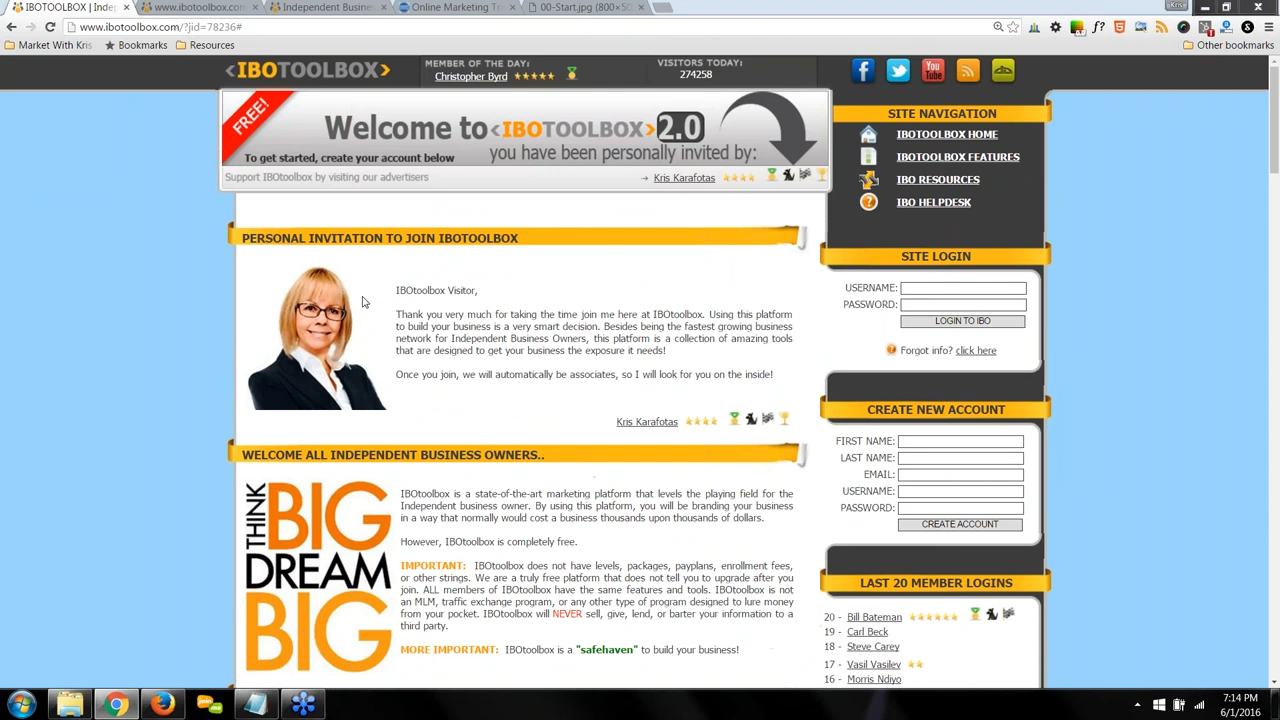 IBOTOOLBOX | Indep
www.ibotoolbox.com/
Independent Busines
Online Marketing To
00-Start.jpg (800×50
Kris
www.ibotoolbox.com/?jid=78236#
Market With Kris
Bookmarks
Resources
Other bookmarks
<IBOTOOLBOX>
MEMBER OF THE DAY:
Christopher Byrd
VISITORS TODAY:
274258
FREE!
Welcome to <IBOTOOLBOX> 2.0
To get started, create your account below
you have been personally invited by:
Support IBOtoolbox by visiting our advertisers
Kris Karafotas
PERSONAL INVITATION TO JOIN IBOTOOLBOX
IBOtoolbox Visitor,
Thank you very much for taking the time join me here at IBOtoolbox. Using this platform
to build your business is a very smart decision. Besides being the fastest growing business
network for Independent Business Owners, this platform is a collection of amazing tools
that are designed to get your business the exposure it needs!
Once you join, we will automatically be associates, so I will look for you on the inside!
Kris Karafotas
WELCOME ALL INDEPENDENT BUSINESS OWNERS..
THINK BIG
DREAM
BIG
IBOtoolbox is a state-of-the-art marketing platform that levels the playing field for the
Independent business owner. By using this platform, you will be branding your business
in a way that normally would cost a business thousands upon thousands of dollars.
However, IBOtoolbox is completely free.
IMPORTANT: IBOtoolbox does not have levels, packages, payplans, enrollment fees,
or other strings. We are a truly free platform that does not tell you to upgrade after you
join. ALL members of IBOtoolbox have the same features and tools. IBOtoolbox is not
an MLM, traffic exchange program, or any other type of program designed to lure money
from your pocket. IBOtoolbox will NEVER sell, give, lend, or barter your information to a
third party.
MORE IMPORTANT: IBOtoolbox is a "safehaven" to build your business!
SITE NAVIGATION
IBOTOOLBOX HOME
IBOTOOLBOX FEATURES
IBO RESOURCES
IBO HELPDESK
SITE LOGIN
USERNAME:
PASSWORD:
LOGIN TO IBO
Forgot info? click here
CREATE NEW ACCOUNT
FIRST NAME:
LAST NAME:
EMAIL:
USERNAME:
PASSWORD:
CREATE ACCOUNT
LAST 20 MEMBER LOGINS
20 - Bill Bateman
19 - Carl Beck
18 - Steve Carey
17 - Vasil Vasilev
16 - Morris Ndiyo
7:14 PM
6/1/2016